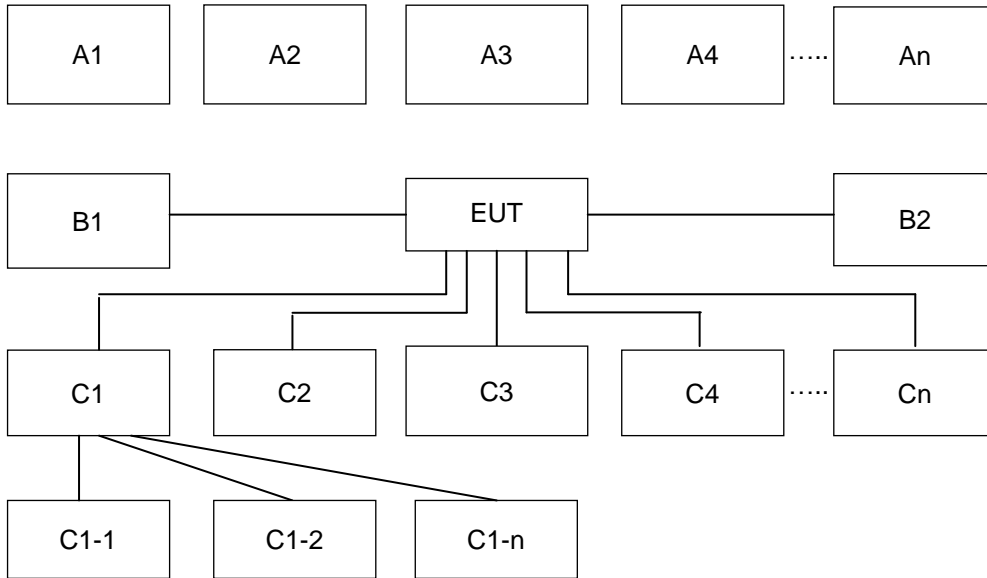 A1 A2 A3 A4 ….. An
B1 EUT B2
C1 C2 C3 C4 ….. Cn
C1-1 C1-2 C1-n